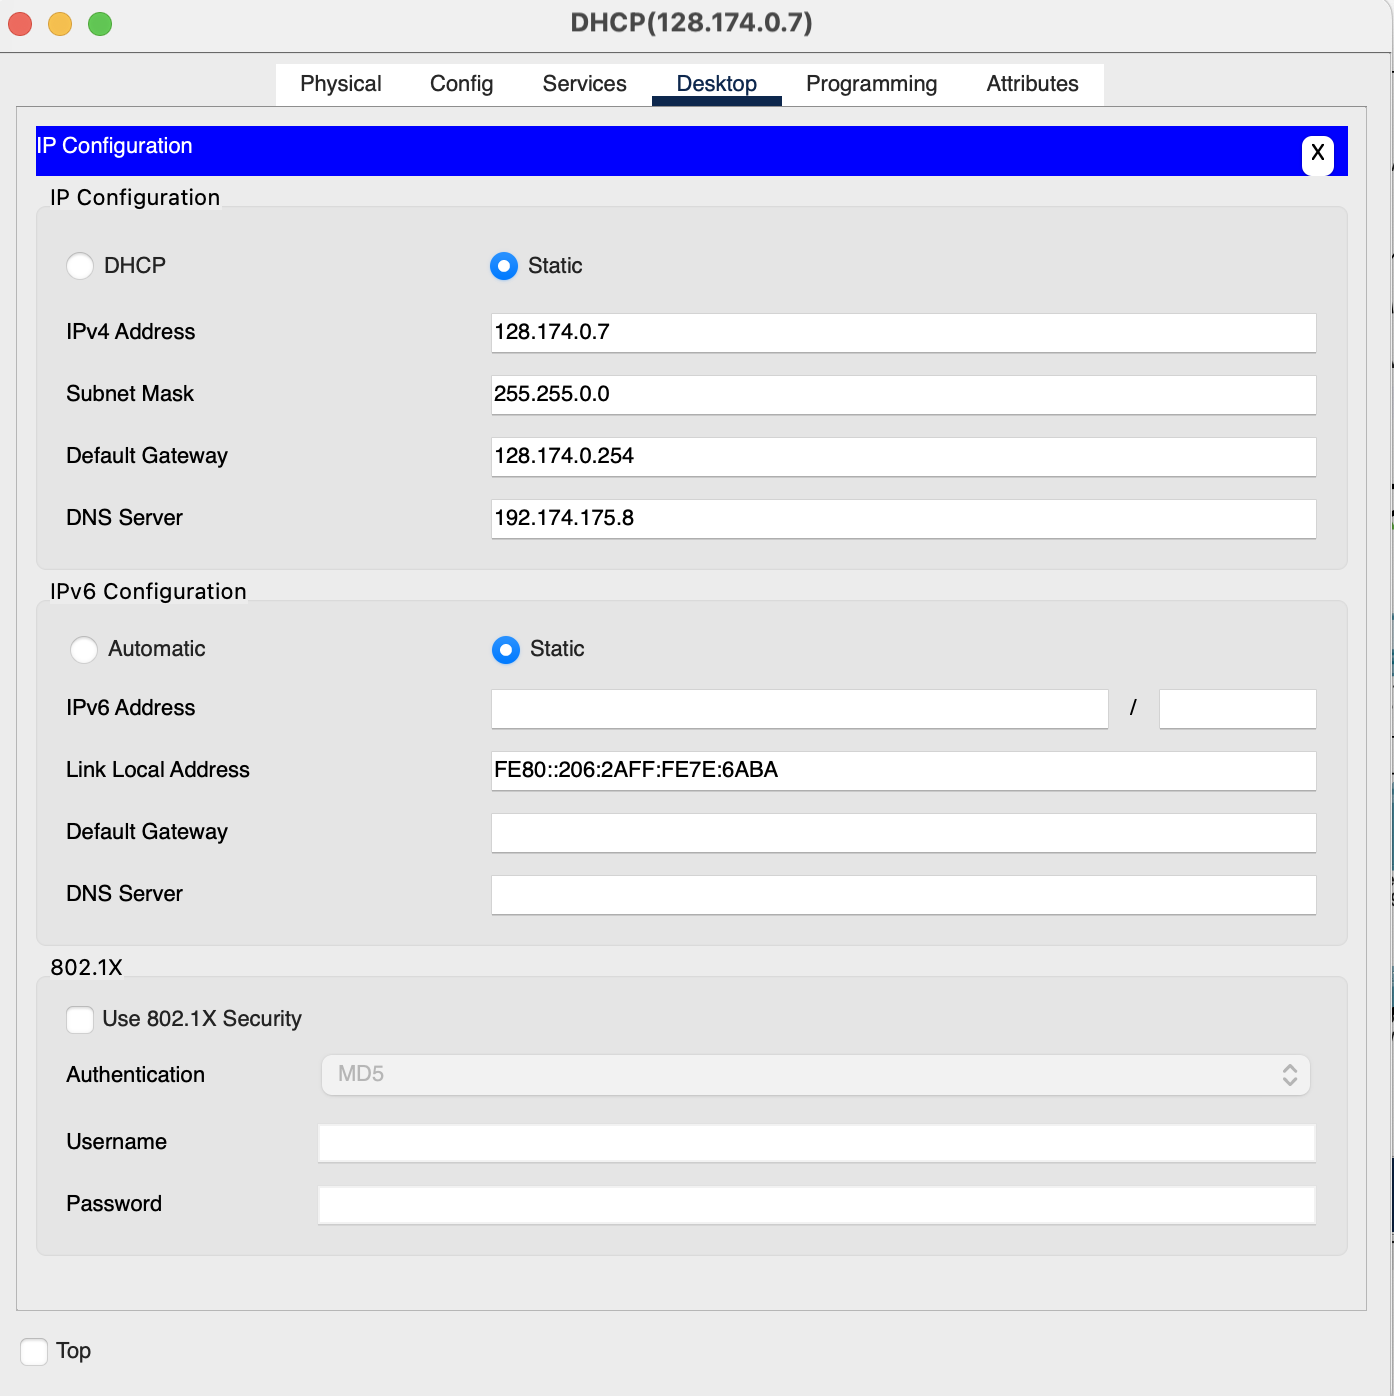 DHCP(128.174.0.7)
Physical Config Services Desktop Programming Attributes
IP Configuration
X
IP Configuration
DHCP Static
IPv4 Address 128.174.0.7
Subnet Mask 255.255.0.0
Default Gateway 128.174.0.254
DNS Server 192.174.175.8
IPv6 Configuration
Automatic Static
IPv6 Address /
Link Local Address FE80::206:2AFF:FE7E:6ABA
Default Gateway
DNS Server
802.1X
Use 802.1X Security
Authentication MD5
Username
Password
Top